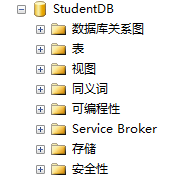 StudentDB
数据库关系图
表
视图
同义词
可编程性
Service Broker
存储
安全性